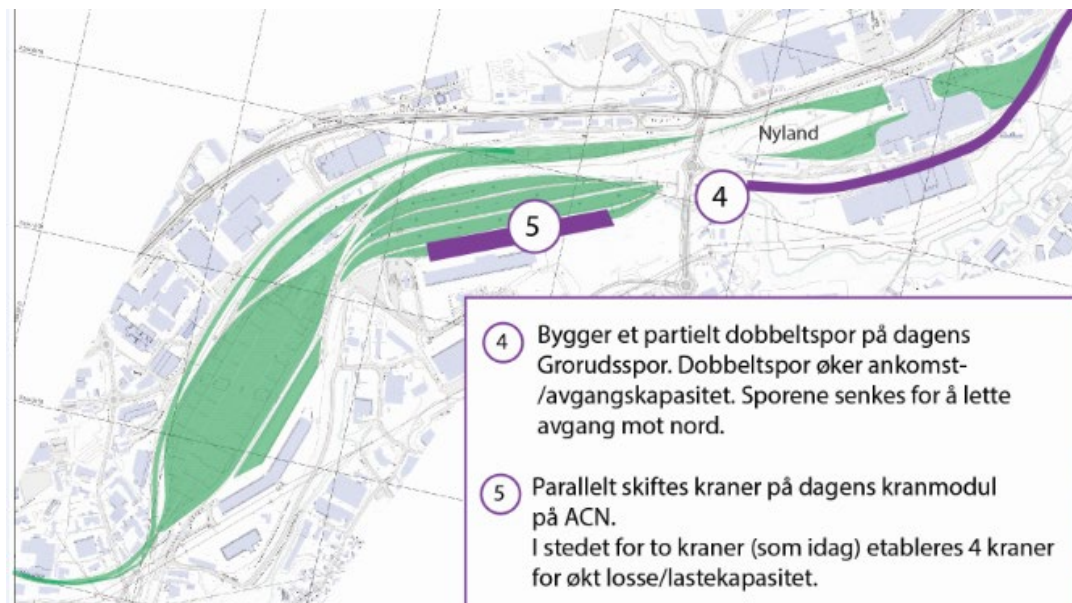 Nyland
4
5
4
Bygger et partielt dobbeltspor på dagens
Grorudsspor. Dobbeltspor øker ankomst-
/avgangskapasitet. Sporene senkes for å lette
avgang mot nord.
5
Parallelt skiftes kraner på dagens kranmodul
på ACN.
I stedet for to kraner (som idag) etableres 4 kraner
for økt losse/lastekapasitet.